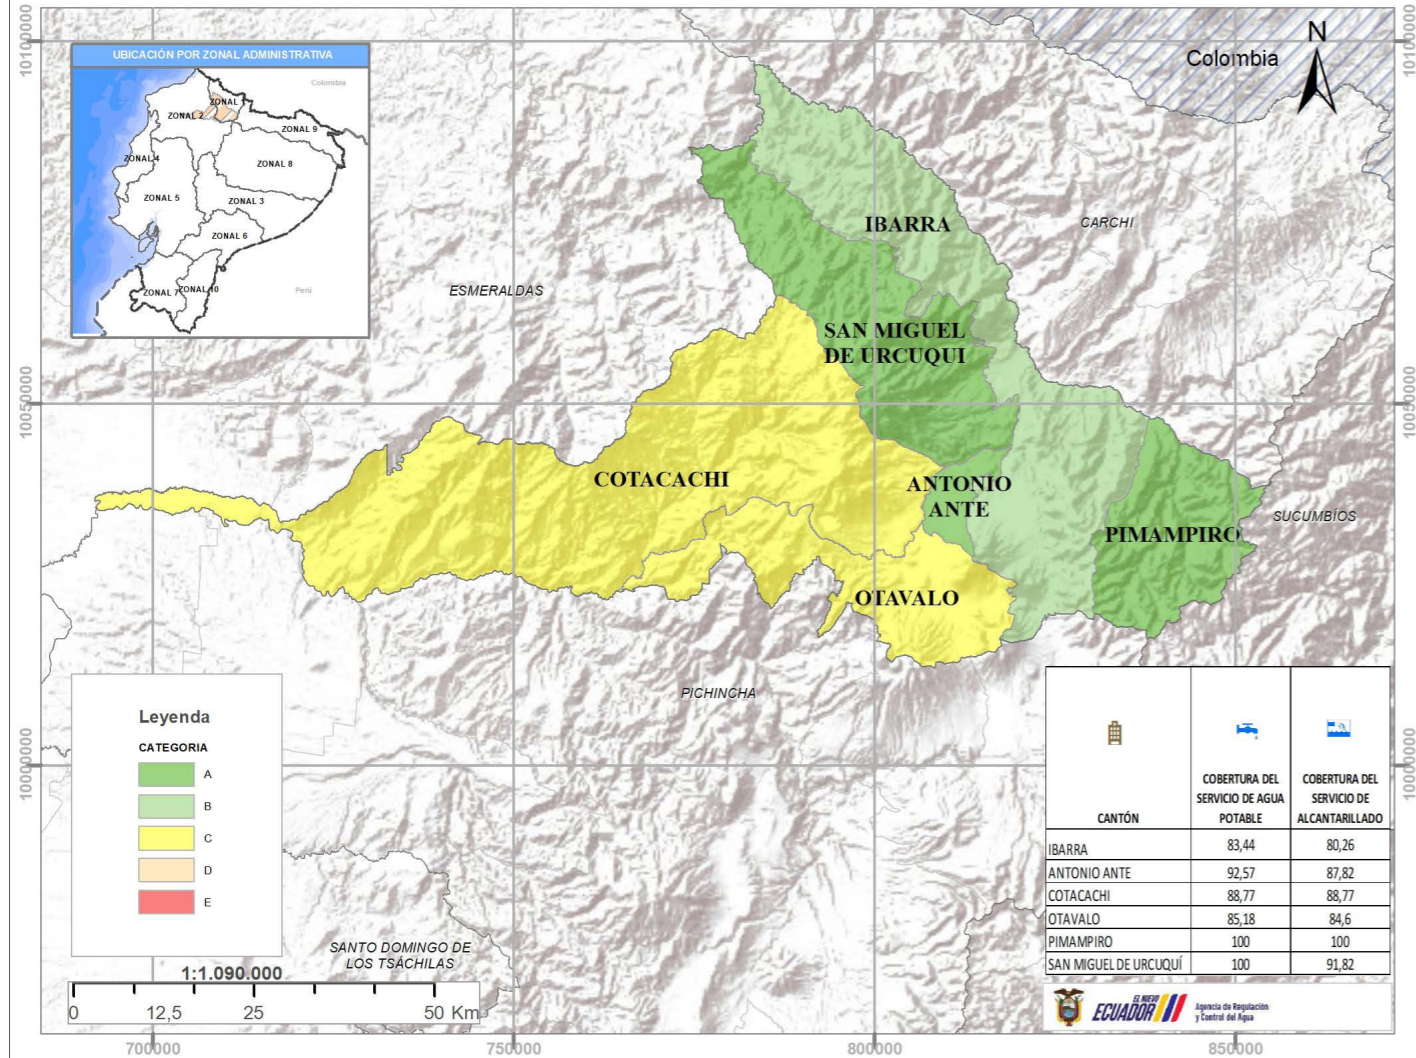 UBICACIÓN POR ZONAL ADMINISTRATIVA
Colombia
ZONAL 1
ZONAL 2
ZONAL 9
ZONAL 4
ZONAL 8
ZONAL 5
ZONAL 3
ZONAL 6
ZONAL 7
ZONAL 10
Perú
N
Colombia
IBARRA
CARCHI
ESMERALDAS
SAN MIGUEL
DE URCUQUI
COTACACHI
ANTONIO
ANTE
PIMAMPIRO
SUCUMBÍOS
OTAVALO
PICHINCHA
SANTO DOMINGO DE
LOS TSÁCHILAS
10100000
10050000
10000000
10100000
10050000
10000000
700000
750000
800000
850000
Leyenda
CATEGORIA
A
B
C
D
E
1:1.090.000
0 12,5 25 50 Km
CANTÓN
COBERTURA DEL
SERVICIO DE AGUA
POTABLE
COBERTURA DEL
SERVICIO DE
ALCANTARILLADO
IBARRA 83,44 80,26
ANTONIO ANTE 92,57 87,82
COTACACHI 88,77 88,77
OTAVALO 85,18 84,6
PIMAMPIRO 100 100
SAN MIGUEL DE URCUQUÍ 100 91,82
EL NUEVO
ECUADOR
Agencia de Regulación
y Control del Agua